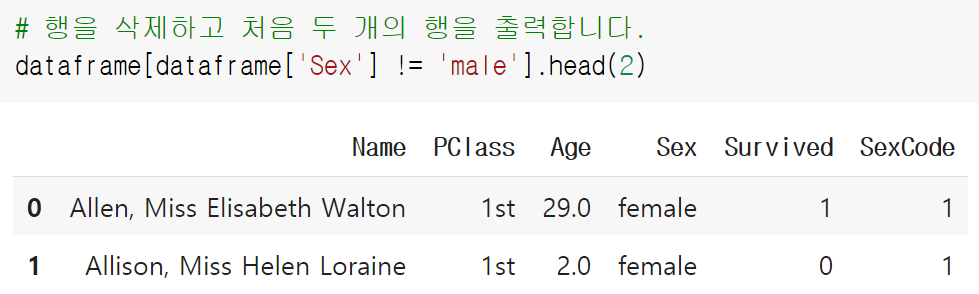 # 행을 삭제하고 처음 두 개의 행을 출력합니다.
dataframe[dataframe['Sex'] != 'male'].head(2)
Name PClass Age Sex Survived SexCode
0 Allen, Miss Elisabeth Walton 1st 29.0 female 1 1
1 Allison, Miss Helen Loraine 1st 2.0 female 0 1